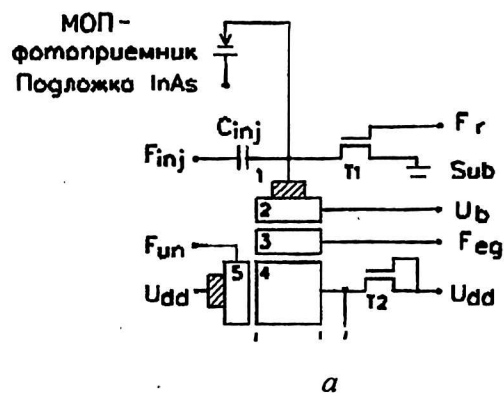 МОП-
фотоприемник
Подложка InAs
Cinj
Finj
1
T1
Fr
Sub
2
Ub
3
Feg
Fun
5
4
Udd
T2
Udd
a